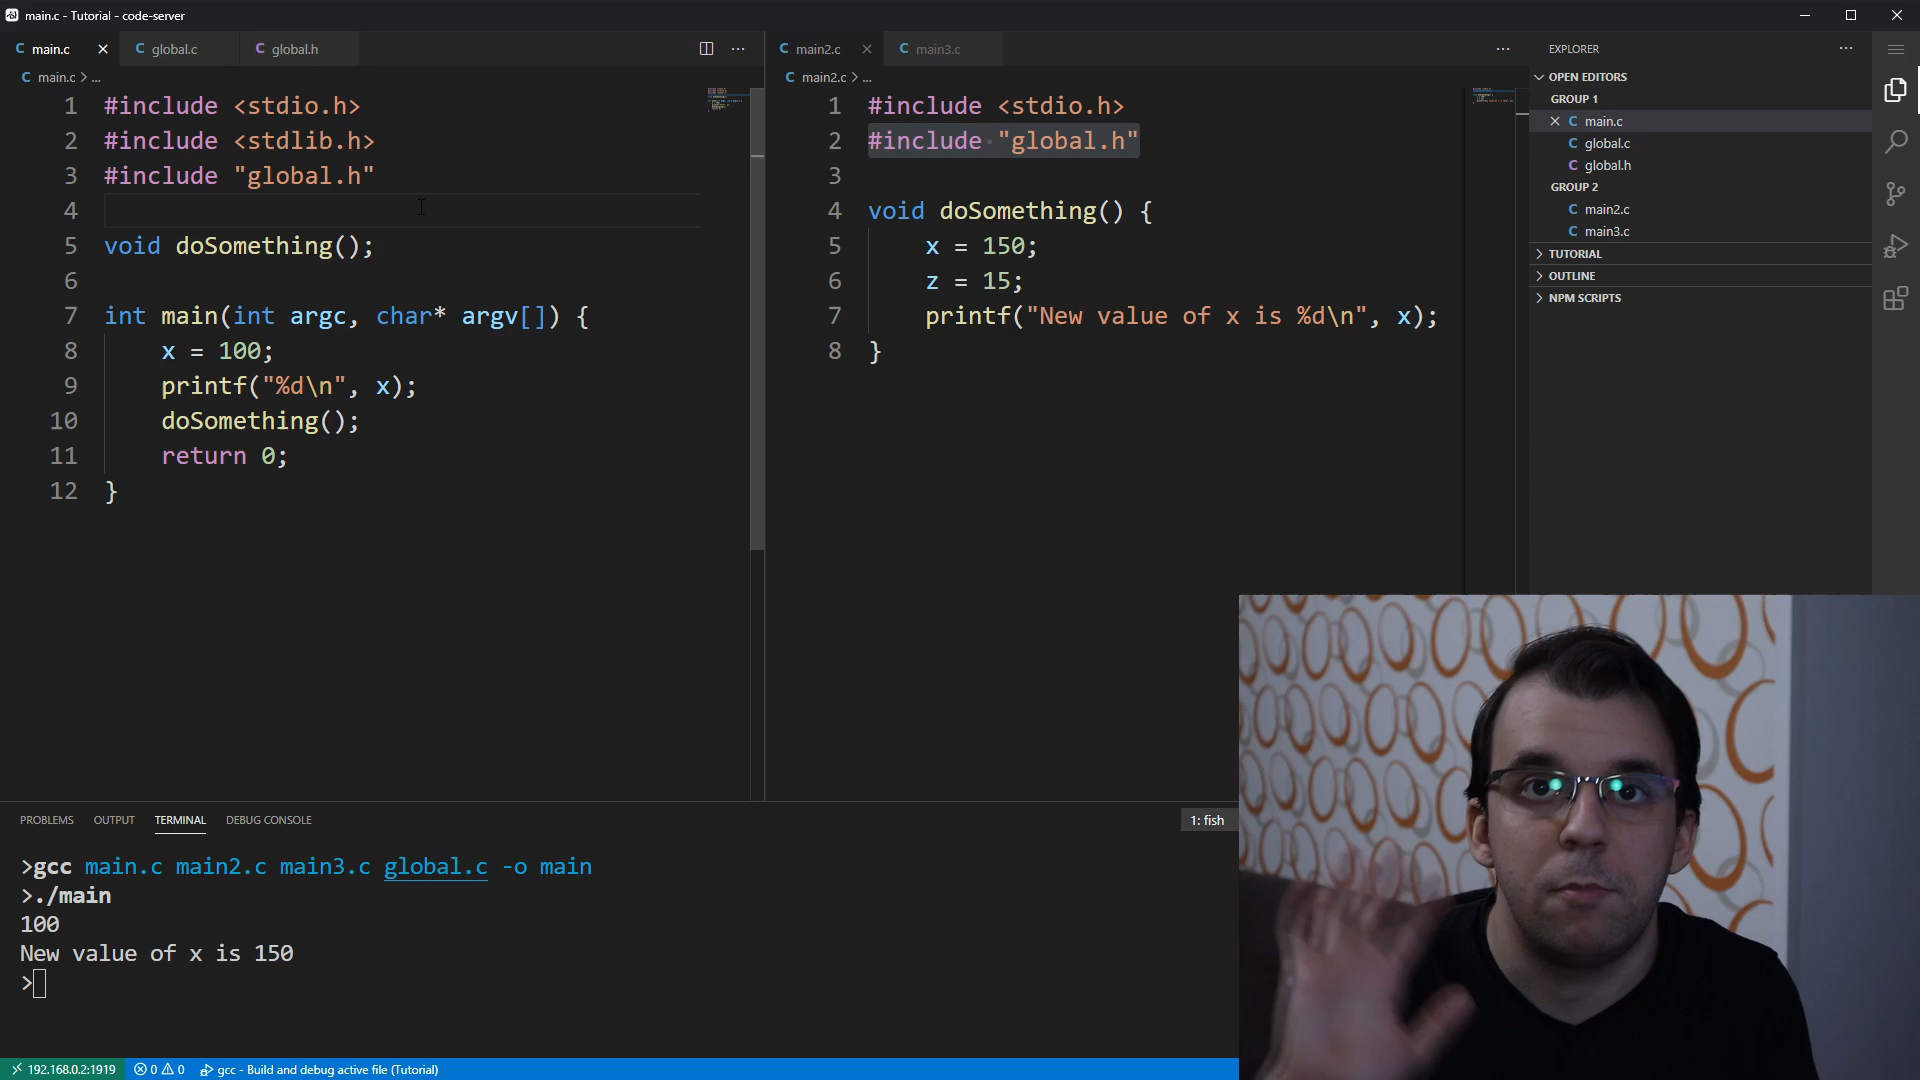 main.c - Tutorial - code-server
main.c
global.c
global.h
main.c > ...
1 #include <stdio.h>
2 #include <stdlib.h>
3 #include "global.h"
4
5 void doSomething();
6
7 int main(int argc, char* argv[]) {
8 x = 100;
9 printf("%d\n", x);
10 doSomething();
11 return 0;
12 }
main2.c
main3.c
main2.c > ...
1 #include <stdio.h>
2 #include "global.h"
3
4 void doSomething() {
5 x = 150;
6 z = 15;
7 printf("New value of x is %d\n", x);
8 }
EXPLORER
OPEN EDITORS
GROUP 1
main.c
global.c
global.h
GROUP 2
main2.c
main3.c
TUTORIAL
OUTLINE
NPM SCRIPTS
PROBLEMS OUTPUT TERMINAL DEBUG CONSOLE
1: fish
>gcc main.c main2.c main3.c global.c -o main
>./main
100
New value of x is 150
>
192.168.0.2:1919 0 0 gcc - Build and debug active file (Tutorial)